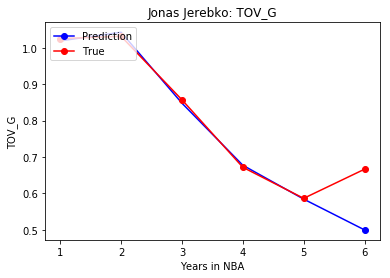 Jonas Jerebko: TOV_G
Prediction
True
1.0
0.9
0.8
0.7
0.6
0.5
TOV_G
1 2 3 4 5 6
Years in NBA